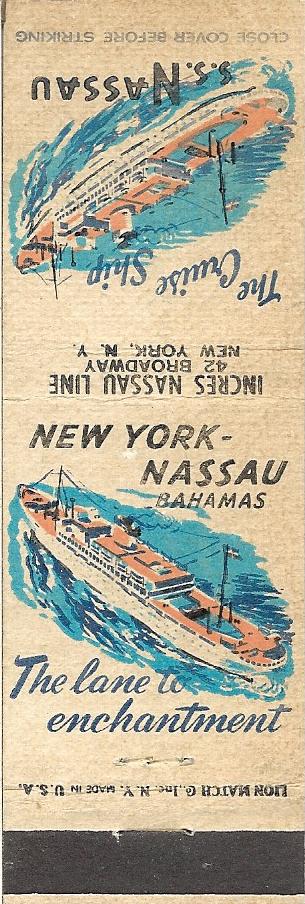 CLOSE COVER BEFORE STRIKING
S.S. NASSAU
The Cruise Ship
INCRES NASSAU LINE
42 BROADWAY
NEW YORK, N. Y.
NEW YORK-
NASSAU
BAHAMAS
The lane to
enchantment
LION MATCH CO., INC. N.Y. MADE IN U.S.A.